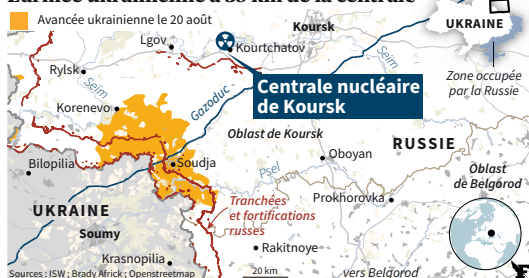 Avancée ukrainienne le 20 août
Koursk
UKRAINE
Lgov
Kourtchatov
Rylsk
Seim
Seim
Zone occupée
par la Russie
Centrale nucléaire
de Koursk
Korenevo
Gazoduc
Oblast de Koursk
RUSSIE
Bilopilia
Soudja
Oboyan
Psel
Oblast
de Belgorod
Tranchées
et fortifications
russes
Prokhorovka
UKRAINE
Soumy
Rakitnoye
Krasnopilia
Sources : ISW ; Brady Africk ; Openstreetmap
20 km
vers Belgorod